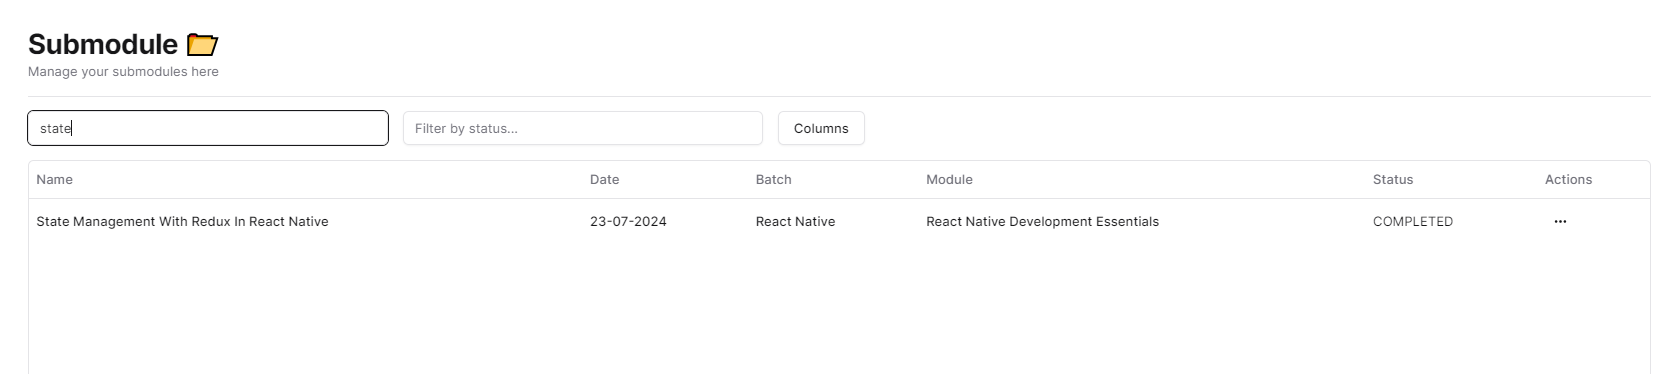 Submodule
Manage your submodules here
state
Filter by status...
Columns
Name Date Batch Module Status Actions
State Management With Redux In React Native 23-07-2024 React Native React Native Development Essentials COMPLETED ...